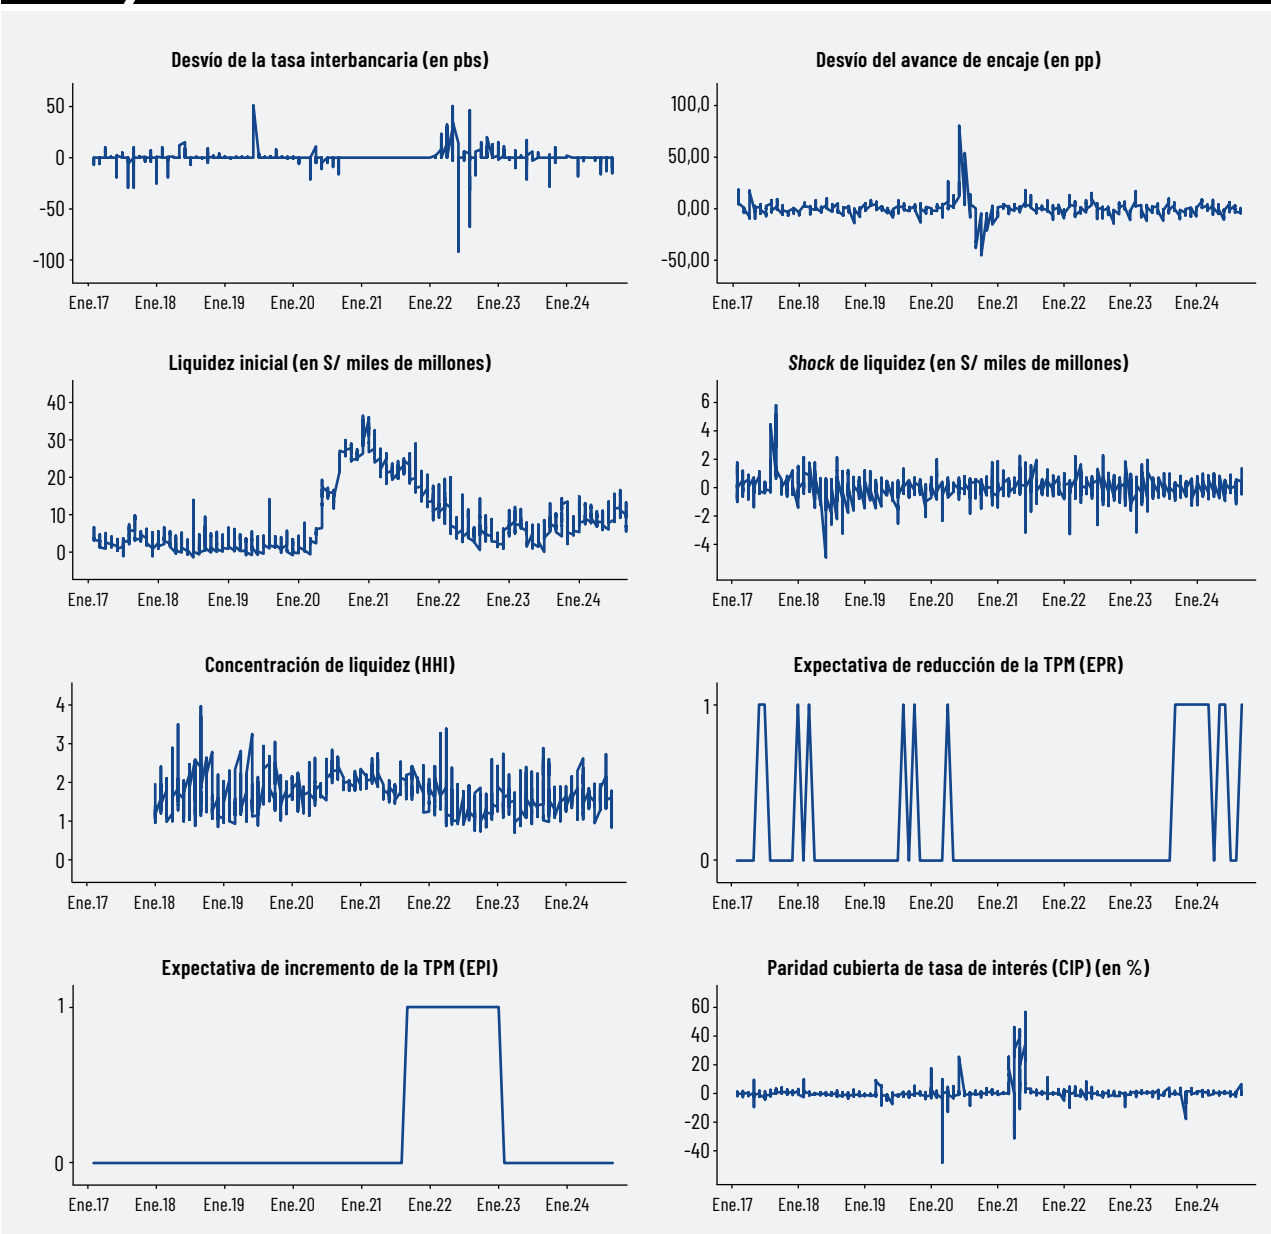 Desvío de la tasa interbancaria (en pbs)
50
0
-50
-100
Ene.17 Ene.18 Ene.19 Ene.20 Ene.21 Ene.22 Ene.23 Ene.24
Desvío del avance de encaje (en pp)
100,0
50,00
0,00
-50,00
Ene.17 Ene.18 Ene.19 Ene.20 Ene.21 Ene.22 Ene.23 Ene.24
Liquidez inicial (en S/ miles de millones)
40
30
20
10
0
Ene.17 Ene.18 Ene.19 Ene.20 Ene.21 Ene.22 Ene.23 Ene.24
Shock de liquidez (en S/ miles de millones)
6
4
2
0
-2
-4
Ene.17 Ene.18 Ene.19 Ene.20 Ene.21 Ene.22 Ene.23 Ene.24
Concentración de liquidez (HHI)
4
3
2
1
0
Ene.17 Ene.18 Ene.19 Ene.20 Ene.21 Ene.22 Ene.23 Ene.24
Expectativa de reducción de la TPM (EPR)
1
0
Ene.17 Ene.18 Ene.19 Ene.20 Ene.21 Ene.22 Ene.23 Ene.24
Expectativa de incremento de la TPM (EPI)
1
0
Ene.17 Ene.18 Ene.19 Ene.20 Ene.21 Ene.22 Ene.23 Ene.24
Paridad cubierta de tasa de interés (CIP) (en %)
60
40
20
0
-20
-40
Ene.17 Ene.18 Ene.19 Ene.20 Ene.21 Ene.22 Ene.23 Ene.24